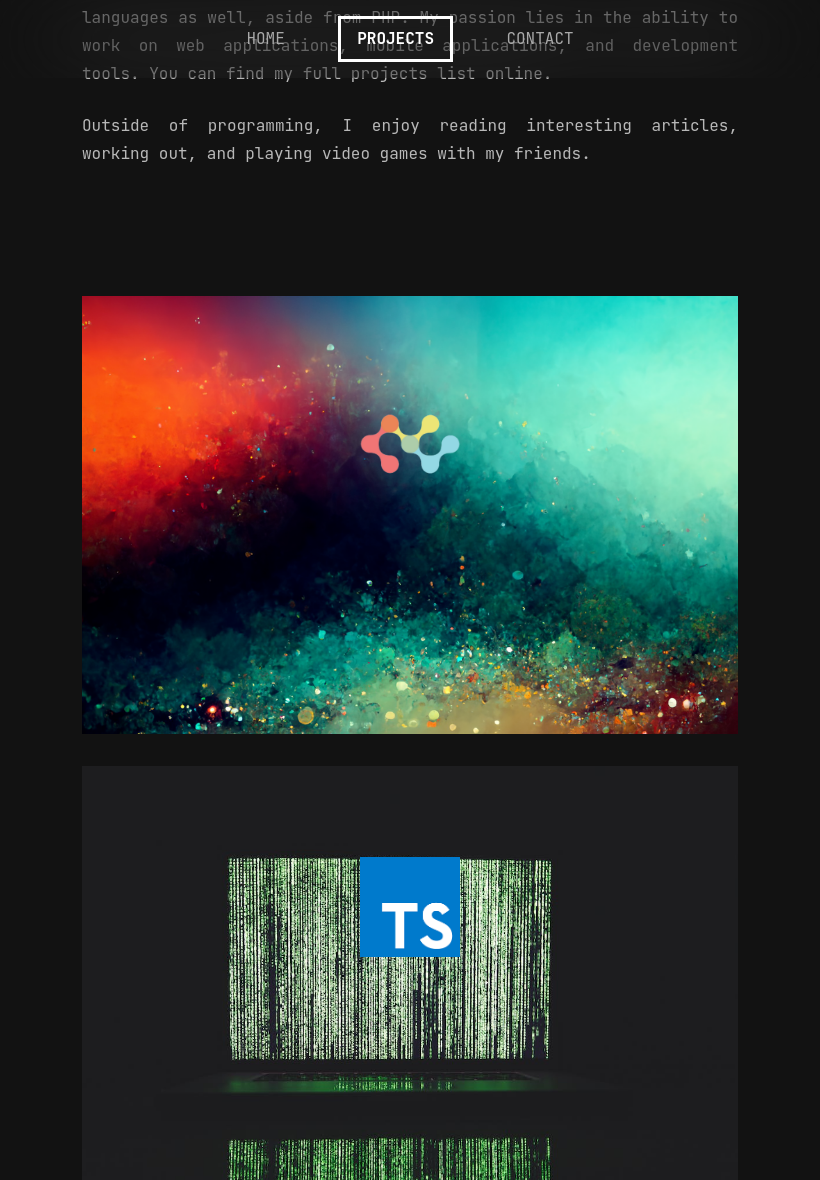 languages as well, aside from PHP. My passion lies in the ability to
HOME PROJECTS CONTACT
work on web applications, mobile applications, and development
tools. You can find my full projects list online.
Outside of programming, I enjoy reading interesting articles,
working out, and playing video games with my friends.
TS